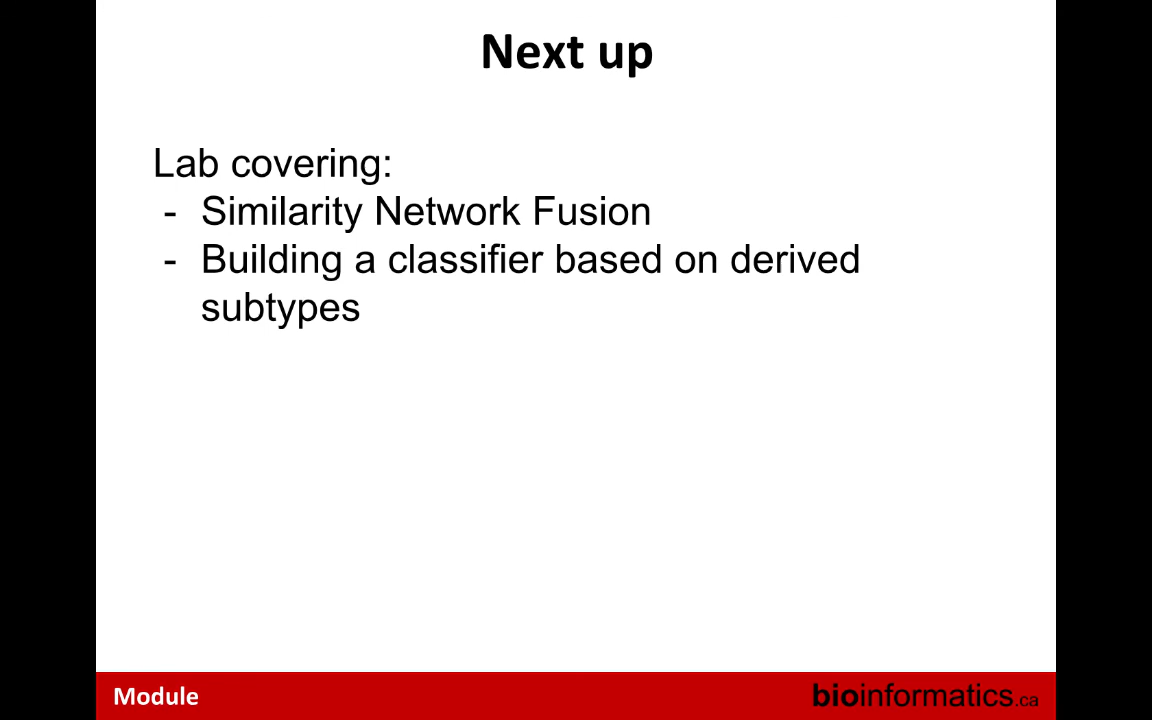 Next up
Lab covering:
- Similarity Network Fusion
- Building a classifier based on derived
subtypes
Module
bioinformatics.ca